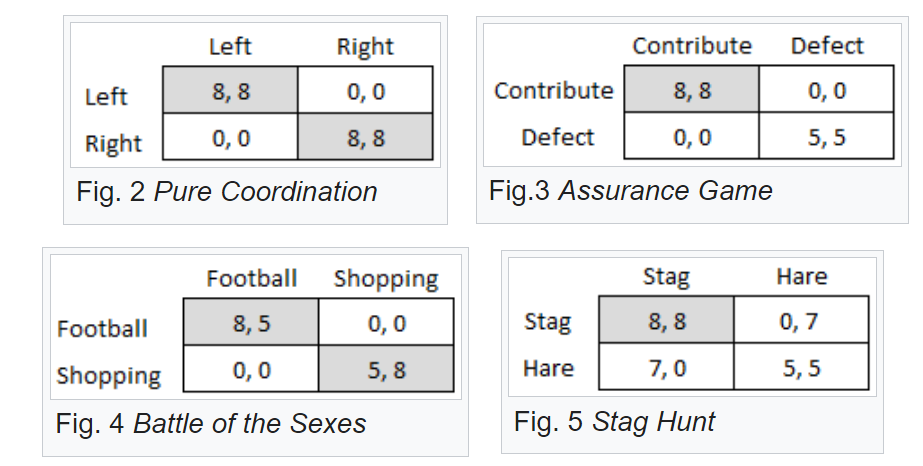 Left Right
Left 8, 8 0, 0
Right 0, 0 8, 8
Fig. 2 Pure Coordination
Contribute Defect
Contribute 8, 8 0, 0
Defect 0, 0 5, 5
Fig.3 Assurance Game
Football Shopping
Football 8, 5 0, 0
Shopping 0, 0 5, 8
Fig. 4 Battle of the Sexes
Stag Hare
Stag 8, 8 0, 7
Hare 7, 0 5, 5
Fig. 5 Stag Hunt